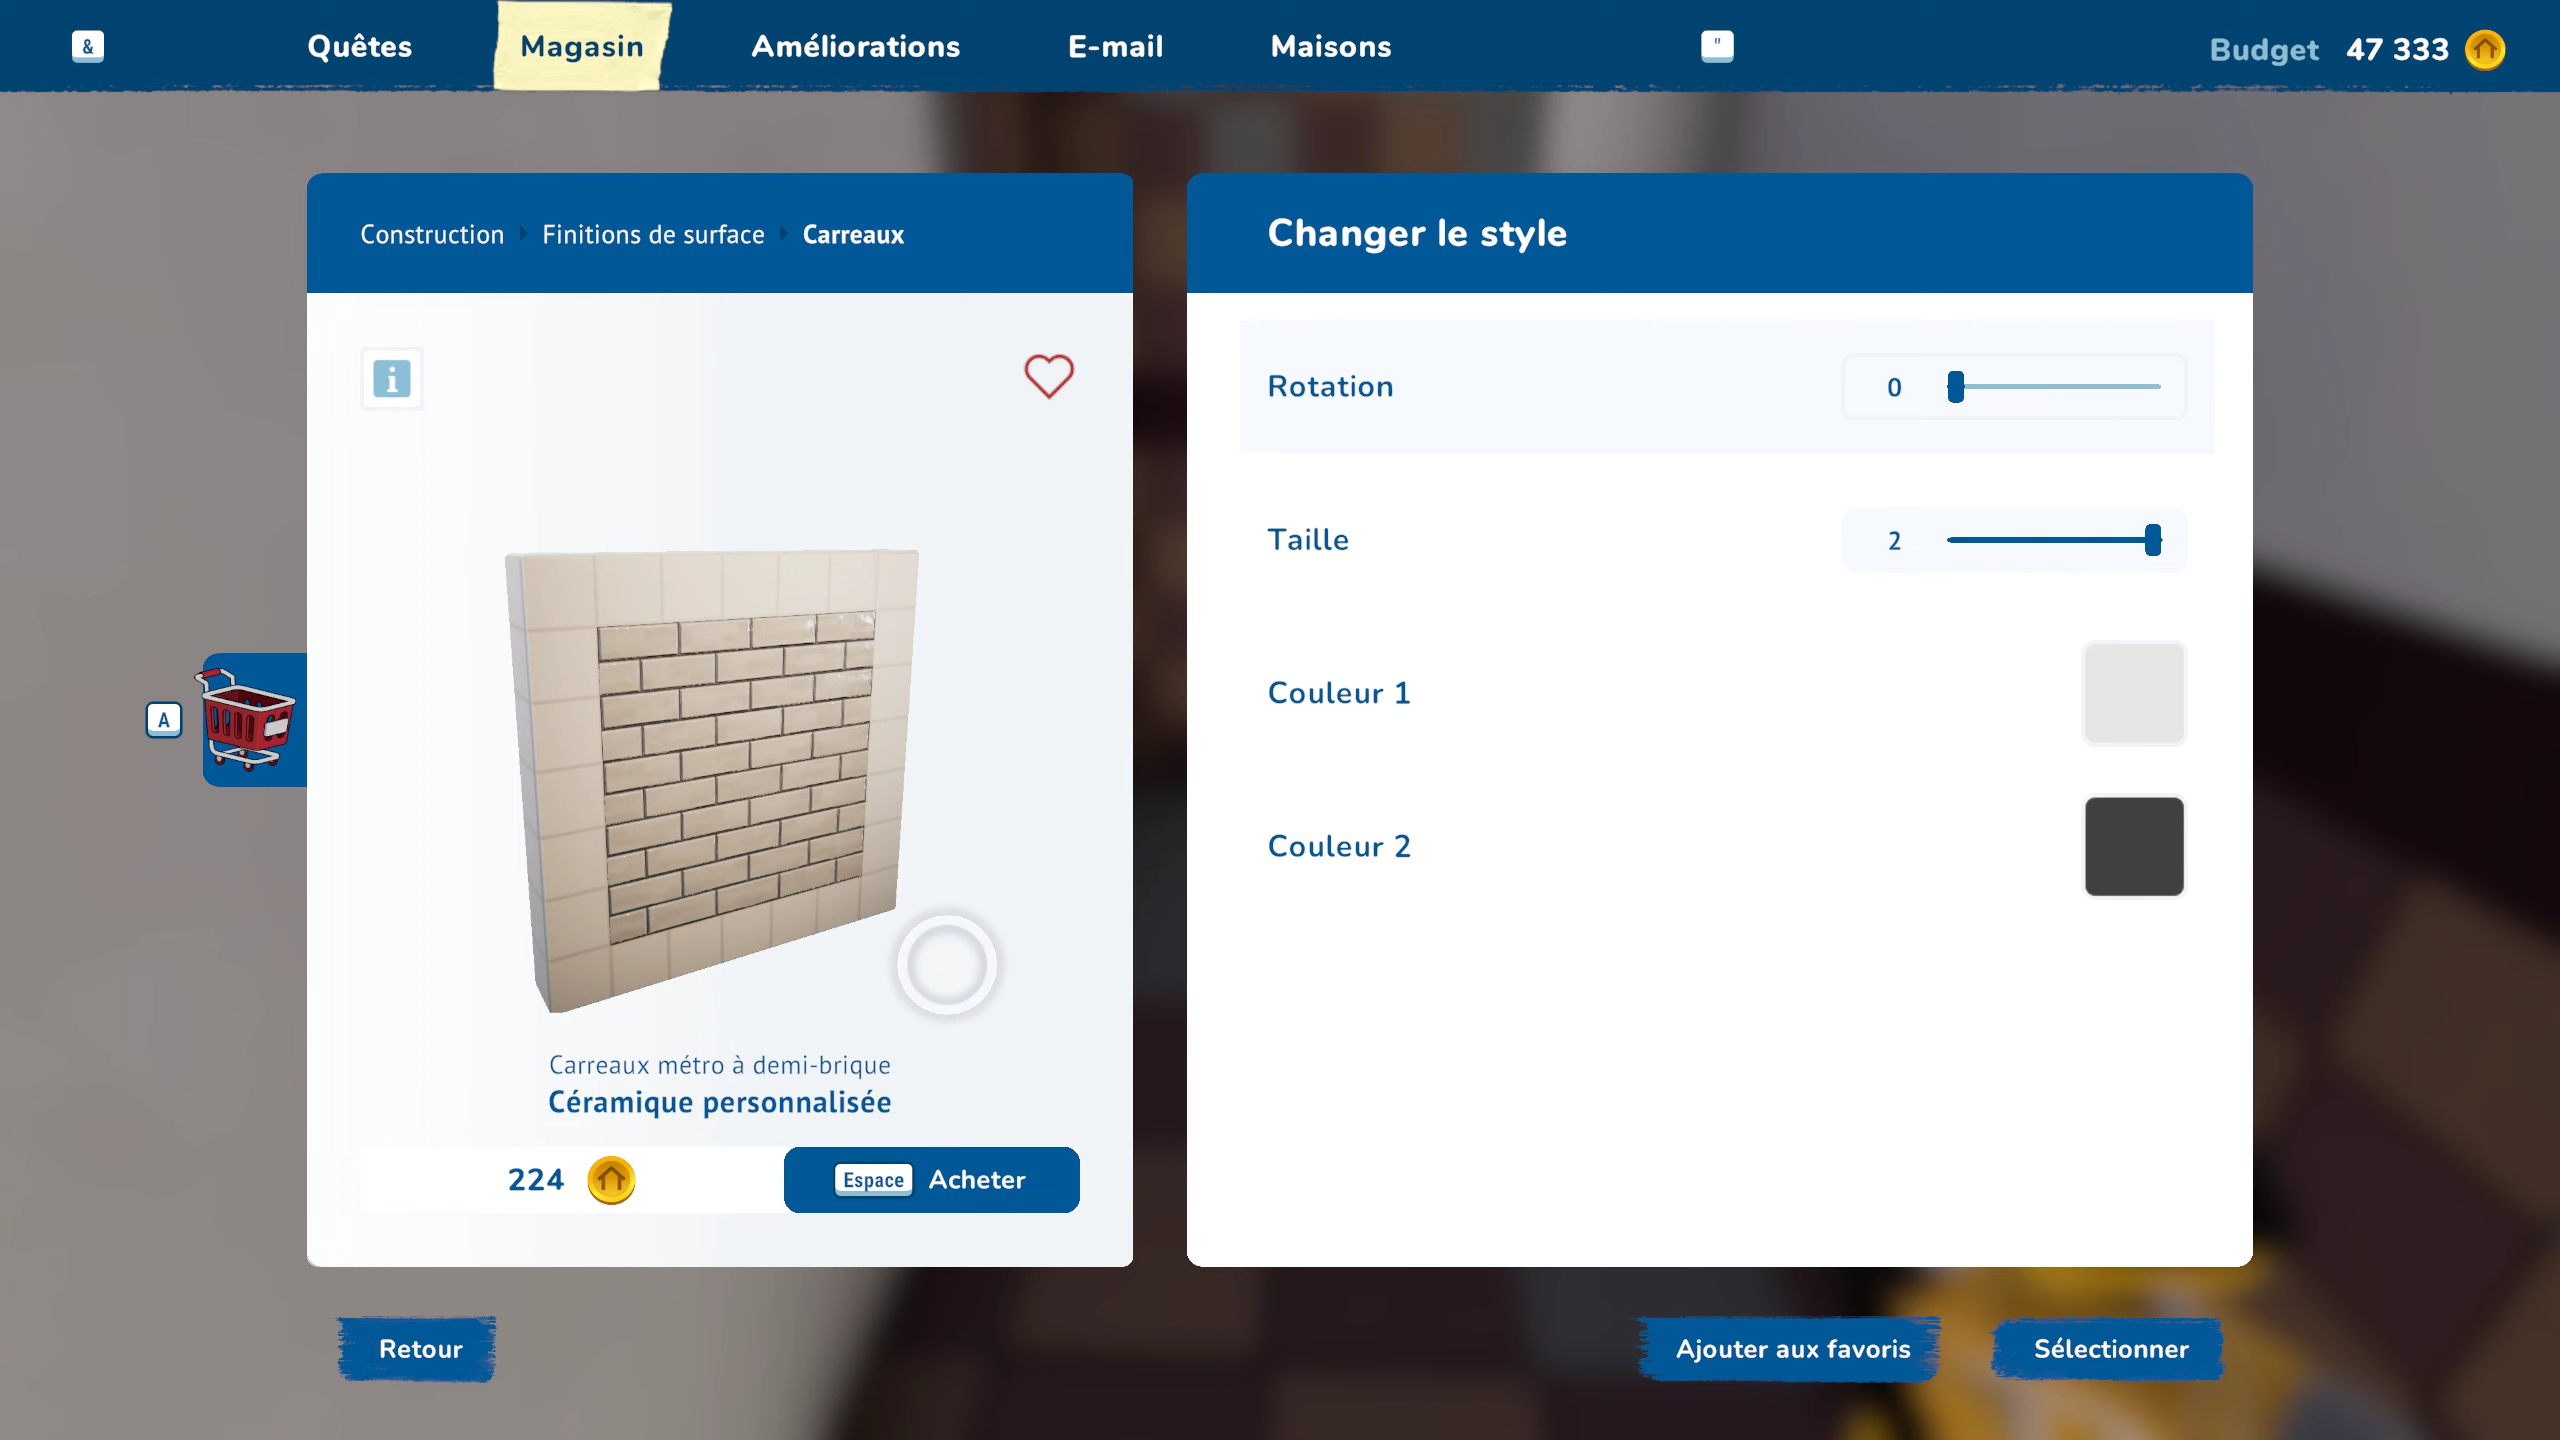 &
Quêtes
Magasin
Améliorations
E-mail
Maisons
"
Budget 47 333
Construction Finitions de surface Carreaux
Changer le style
i
Rotation
0
Taille
2
Couleur 1
A
Couleur 2
Carreaux métro à demi-brique
Céramique personnalisée
224
Espace Acheter
Retour
Ajouter aux favoris
Sélectionner